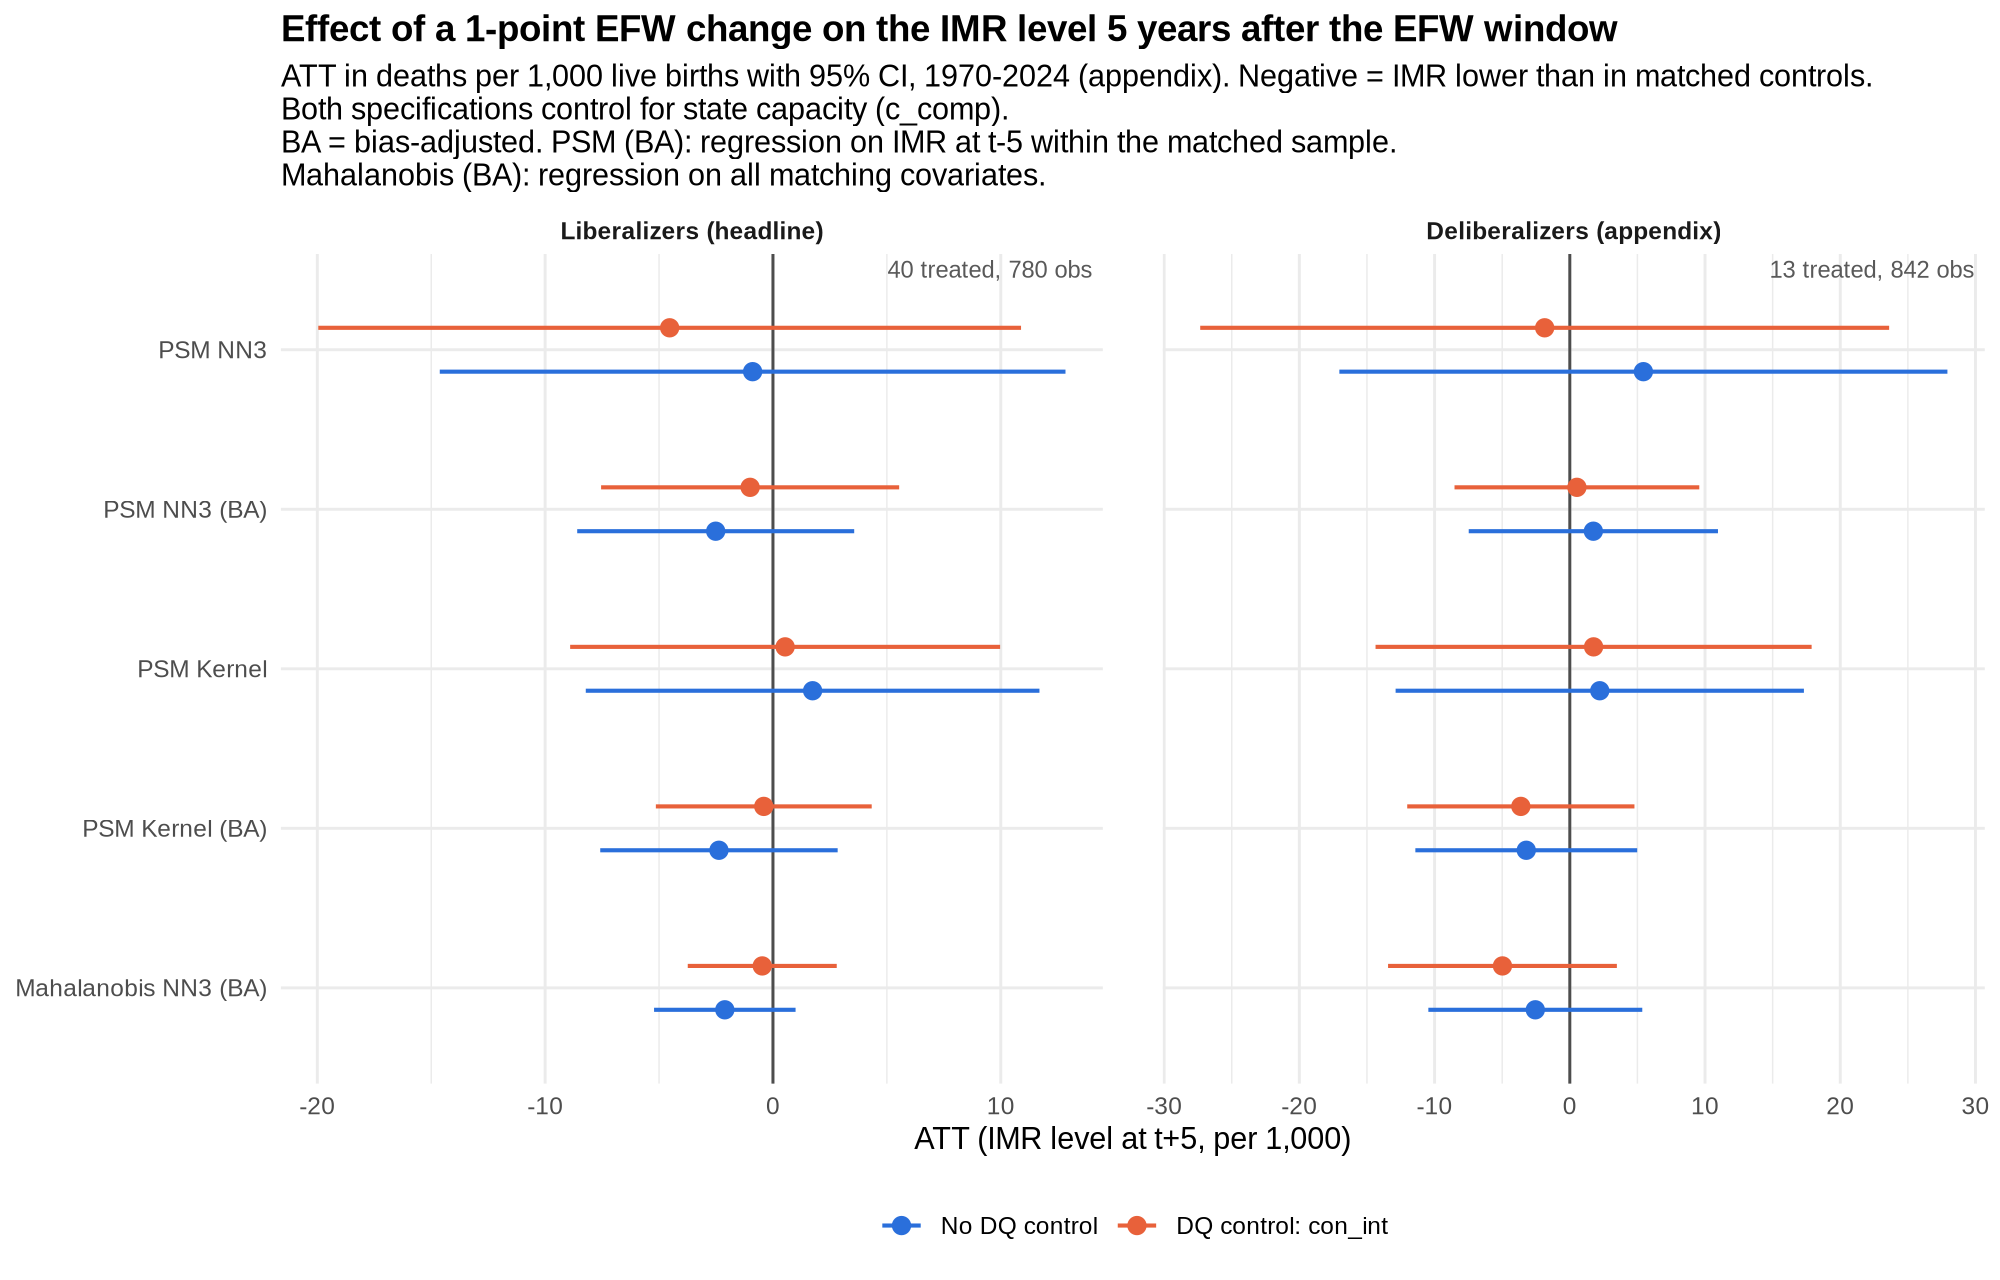 Effect of a 1-point EFW change on the IMR level 5 years after the EFW window
ATT in deaths per 1,000 live births with 95% CI, 1970-2024 (appendix). Negative = IMR lower than in matched controls.
Both specifications control for state capacity (c_comp).
BA = bias-adjusted. PSM (BA): regression on IMR at t-5 within the matched sample.
Mahalanobis (BA): regression on all matching covariates.
Liberalizers (headline)
Deliberalizers (appendix)
40 treated, 780 obs
13 treated, 842 obs
PSM NN3
PSM NN3 (BA)
PSM Kernel
PSM Kernel (BA)
Mahalanobis NN3 (BA)
-20 -10 0 10
-30 -20 -10 0 10 20 30
ATT (IMR level at t+5, per 1,000)
No DQ control
DQ control: con_int